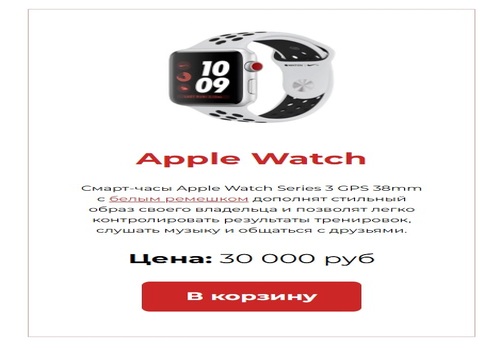 10
09
Apple Watch
Смарт-часы Apple Watch Series 3 GPS 38mm
с белым ремешком дополнят стильный
образ своего владельца и позволят легко
контролировать результаты тренировок,
слушать музыку и общаться с друзьями.
Цена: 30 000 руб
В корзину